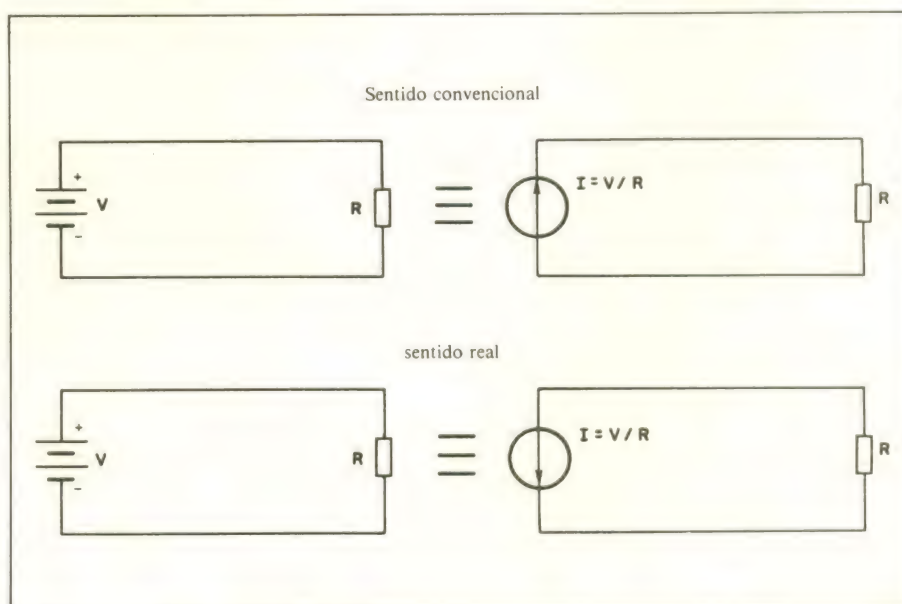 Sentido convencional
+
V
-
R
I = V / R
R
sentido real
+
V
-
R
I = V / R
R